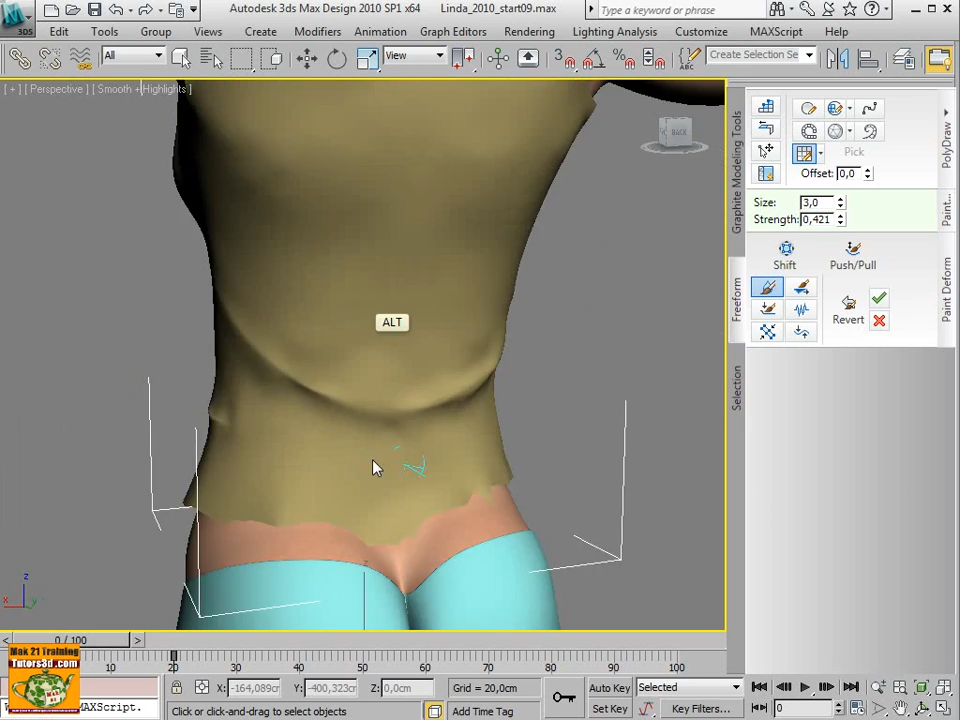 Autodesk 3ds Max Design 2010 SP1 x64 Linda_2010_start09.max
Type a keyword or phrase
3DS
Edit Tools Group Views Create Modifiers Animation Graph Editors Rendering Lighting Analysis Customize MAXScript Help
All View Create Selection Se
[ + ] [ Perspective ] [ Smooth + Highlights ]
BACK
ALT
Graphite Modeling Tools
Freeform
Selection
Pick
Offset: 0,0
PolyDraw
Size: 3,0
Strength: 0,421
Paint...
Shift Push/Pull
Revert
Paint Deform
z
x y
0 / 100
10 20 30 40 50 60 70 80 90 100
Mak 21 Training
Tutors3d.com
MAXScript.
X: -164,089cm Y: -400,323cm Z: 0,0cm Grid = 20,0cm
Auto Key Selected
Click or click-and-drag to select objects Add Time Tag
Set Key Key Filters... 0